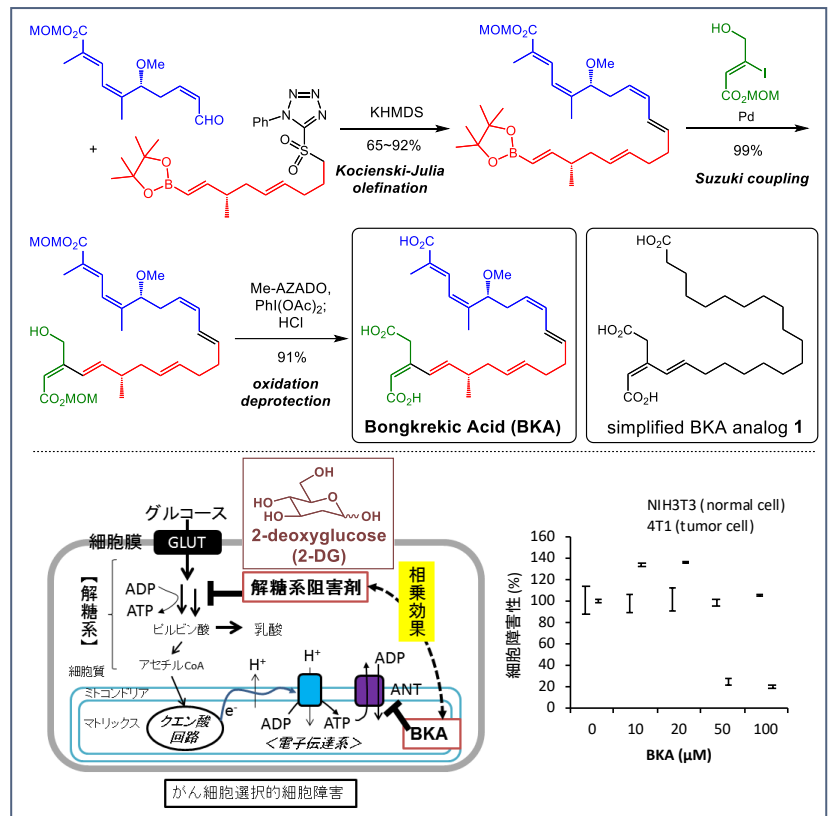 MOMO₂C
OMe
CHO
+
N N
N N
Ph
S
O
O
O
B
O
KHMDS
65~92%
Kocienski-Julia
olefination
MOMO₂C
OMe
O
B
O
HO
I
CO₂MOM
Pd
99%
Suzuki coupling
MOMO₂C
OMe
HO
CO₂MOM
Me-AZADO,
PhI(OAc)₂;
HCl
91%
oxidation
deprotection
HO₂C
OMe
HO₂C
CO₂H
Bongkrekic Acid (BKA)
HO₂C
HO₂C
CO₂H
simplified BKA analog 1
グルコース
細胞膜
GLUT
OH
HO
O
HO
OH
2-deoxyglucose
(2-DG)
【解糖系】
ADP
ATP
解糖系阻害剤
相乗効果
ピルビン酸
乳酸
アセチルCoA
細胞質
ミトコンドリア
マトリックス
クエン酸
回路
e⁻
H⁺
H⁺
ADP
ATP
ADP
ANT
BKA
<電子伝達系>
がん細胞選択的細胞障害
NIH3T3 (normal cell)
4T1 (tumor cell)
細胞障害性 (%)
160
140
120
100
80
60
40
20
0
0 10 20 50 100
BKA (μM)